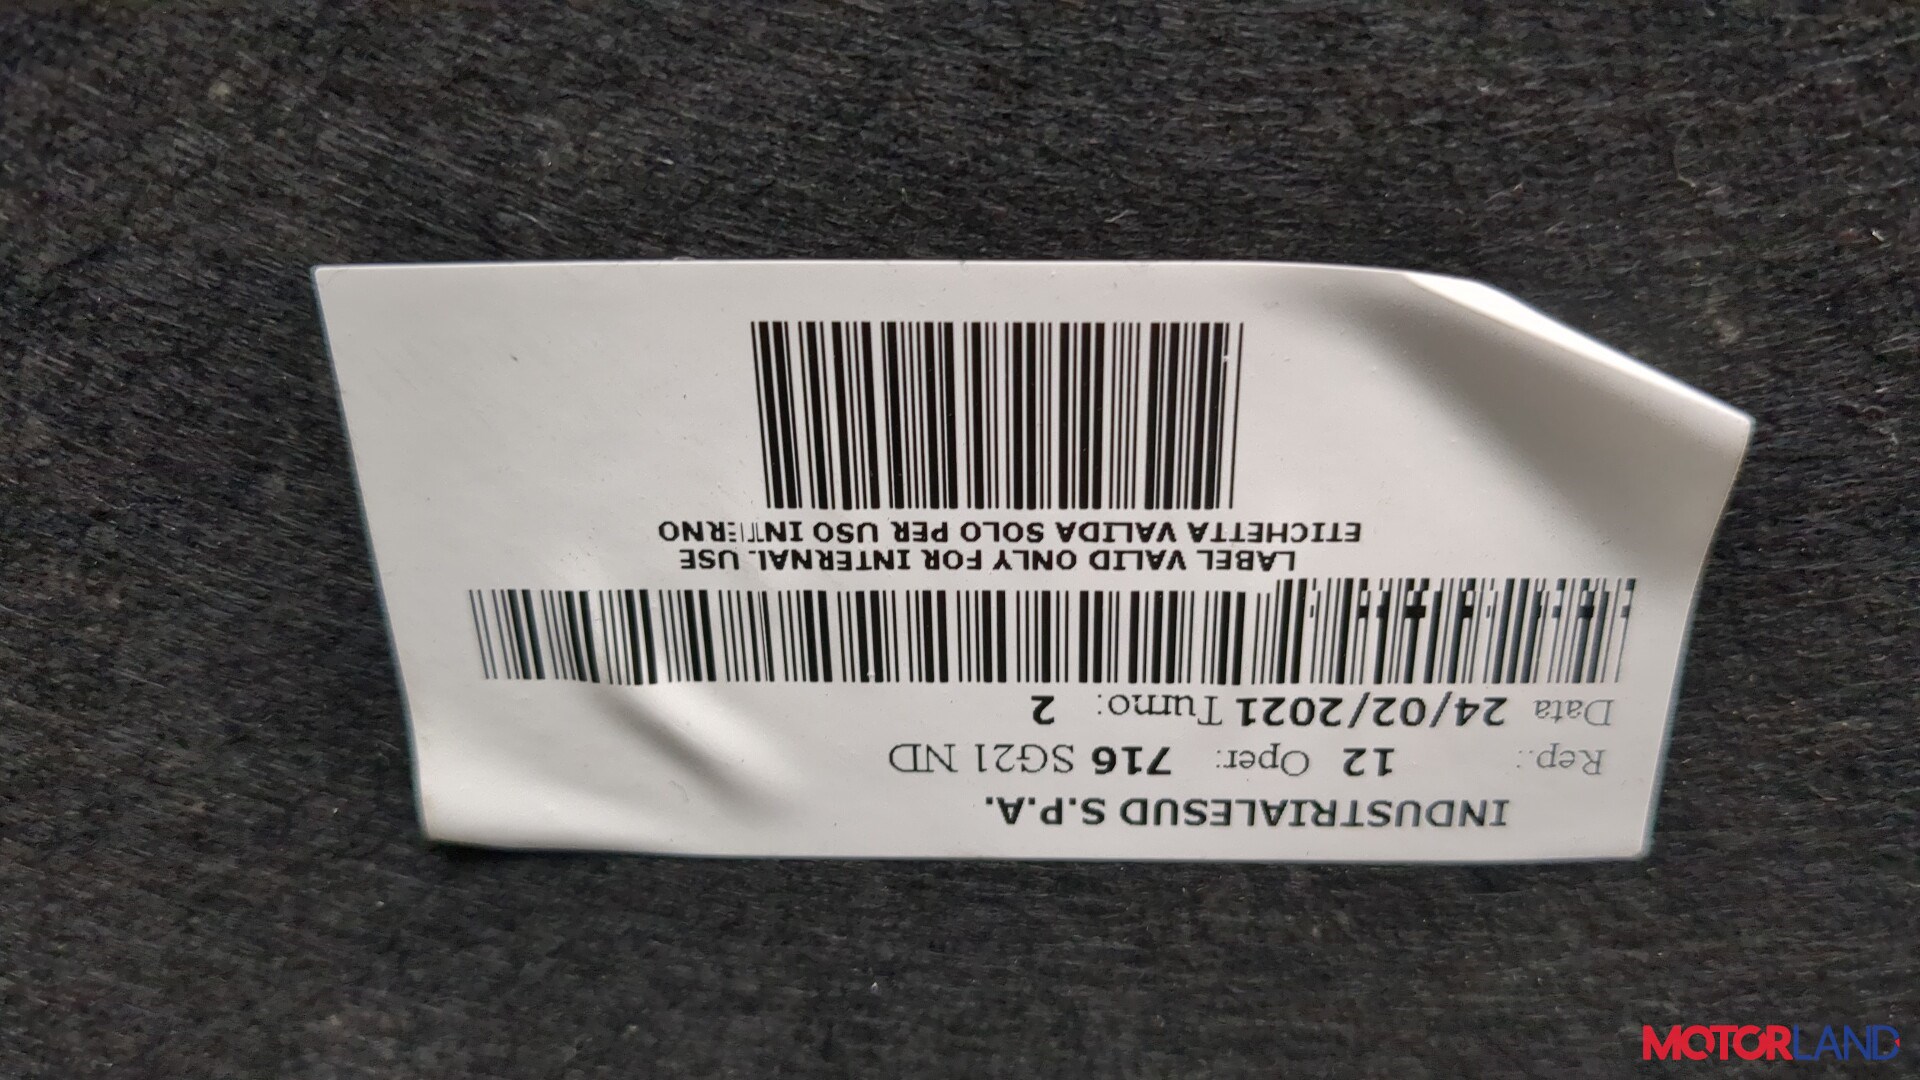 INDUSTRIALESUD S.P.A.
Rep.: 12 Oper: 716 SG21 ND
Data 24/02/2021 Turno: 2
LABEL VALID ONLY FOR INTERNAL USE
ETICHETTA VALIDA SOLO PER USO INTERNO
MOTORLAND